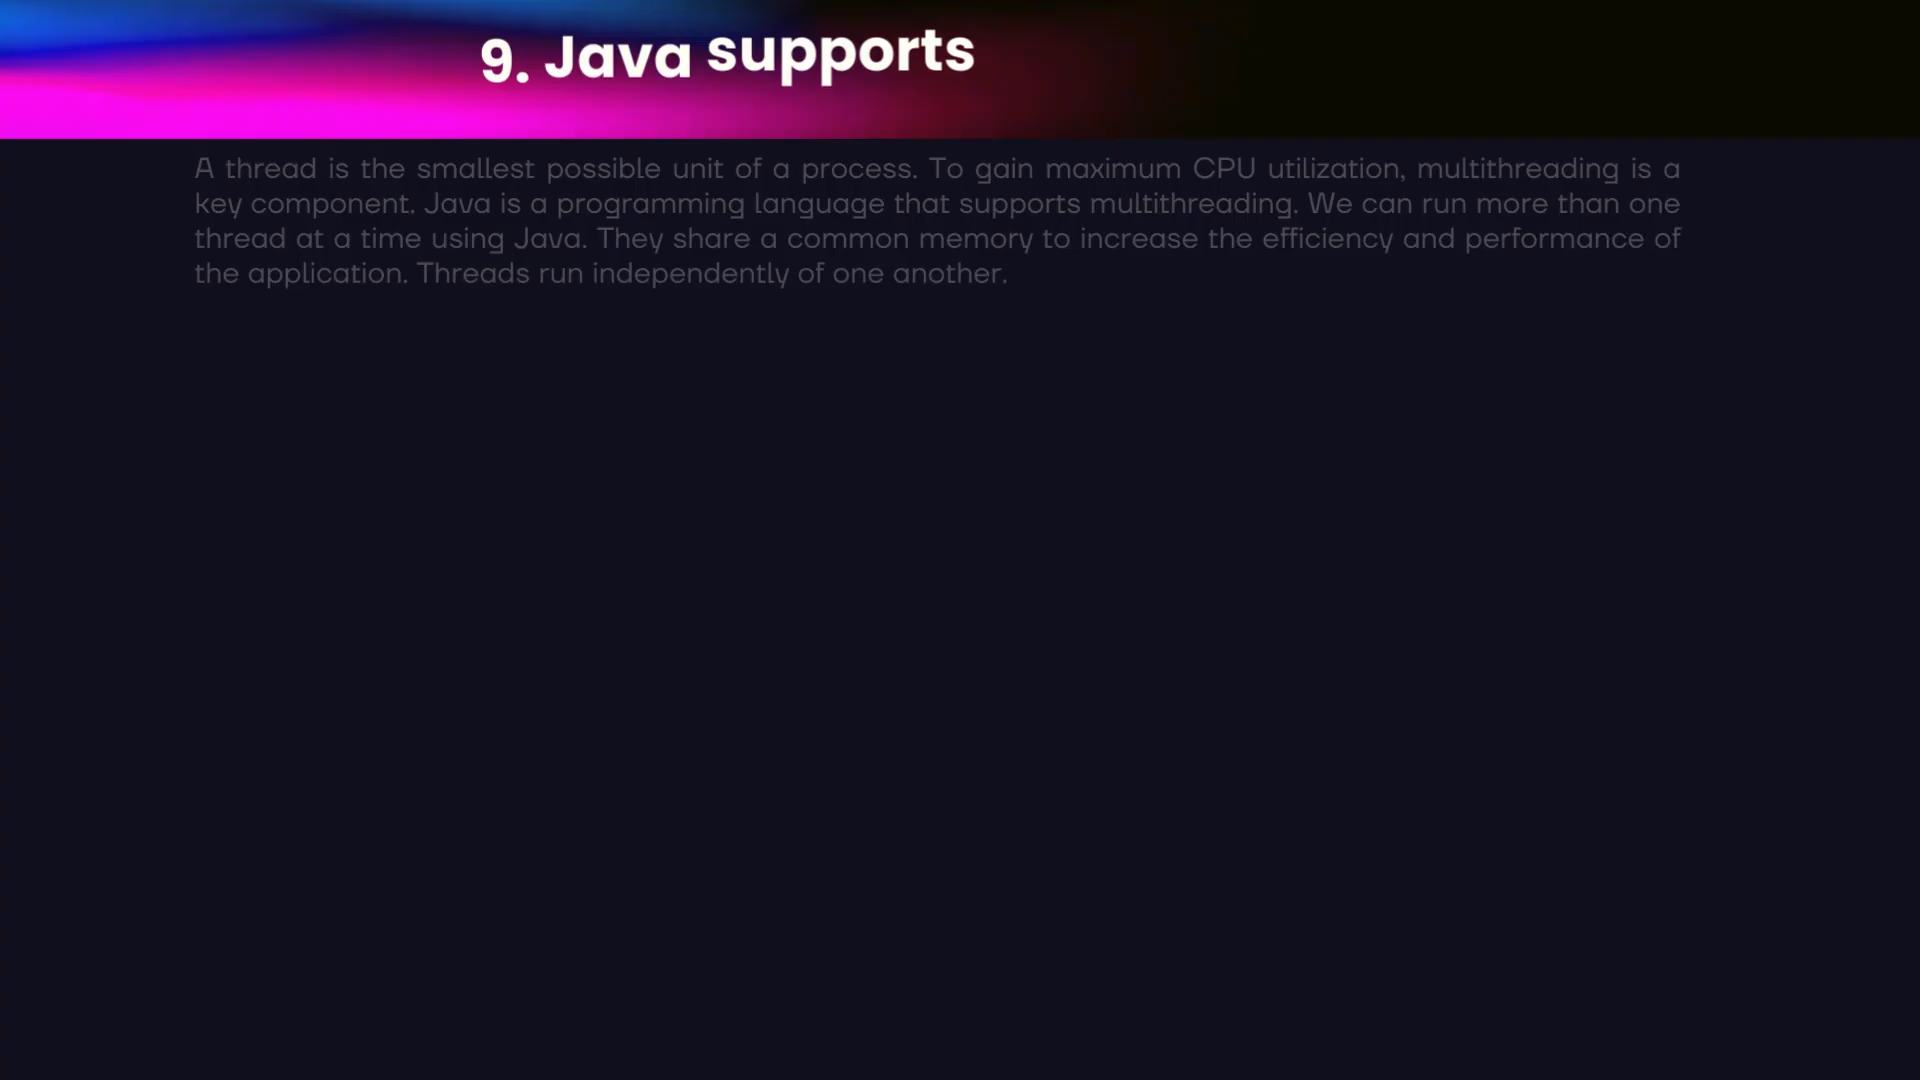 9. Java supports
A thread is the smallest possible unit of a process. To gain maximum CPU utilization, multithreading is a
key component. Java is a programming language that supports multithreading. We can run more than one
thread at a time using Java. They share a common memory to increase the efficiency and performance of
the application. Threads run independently of one another.